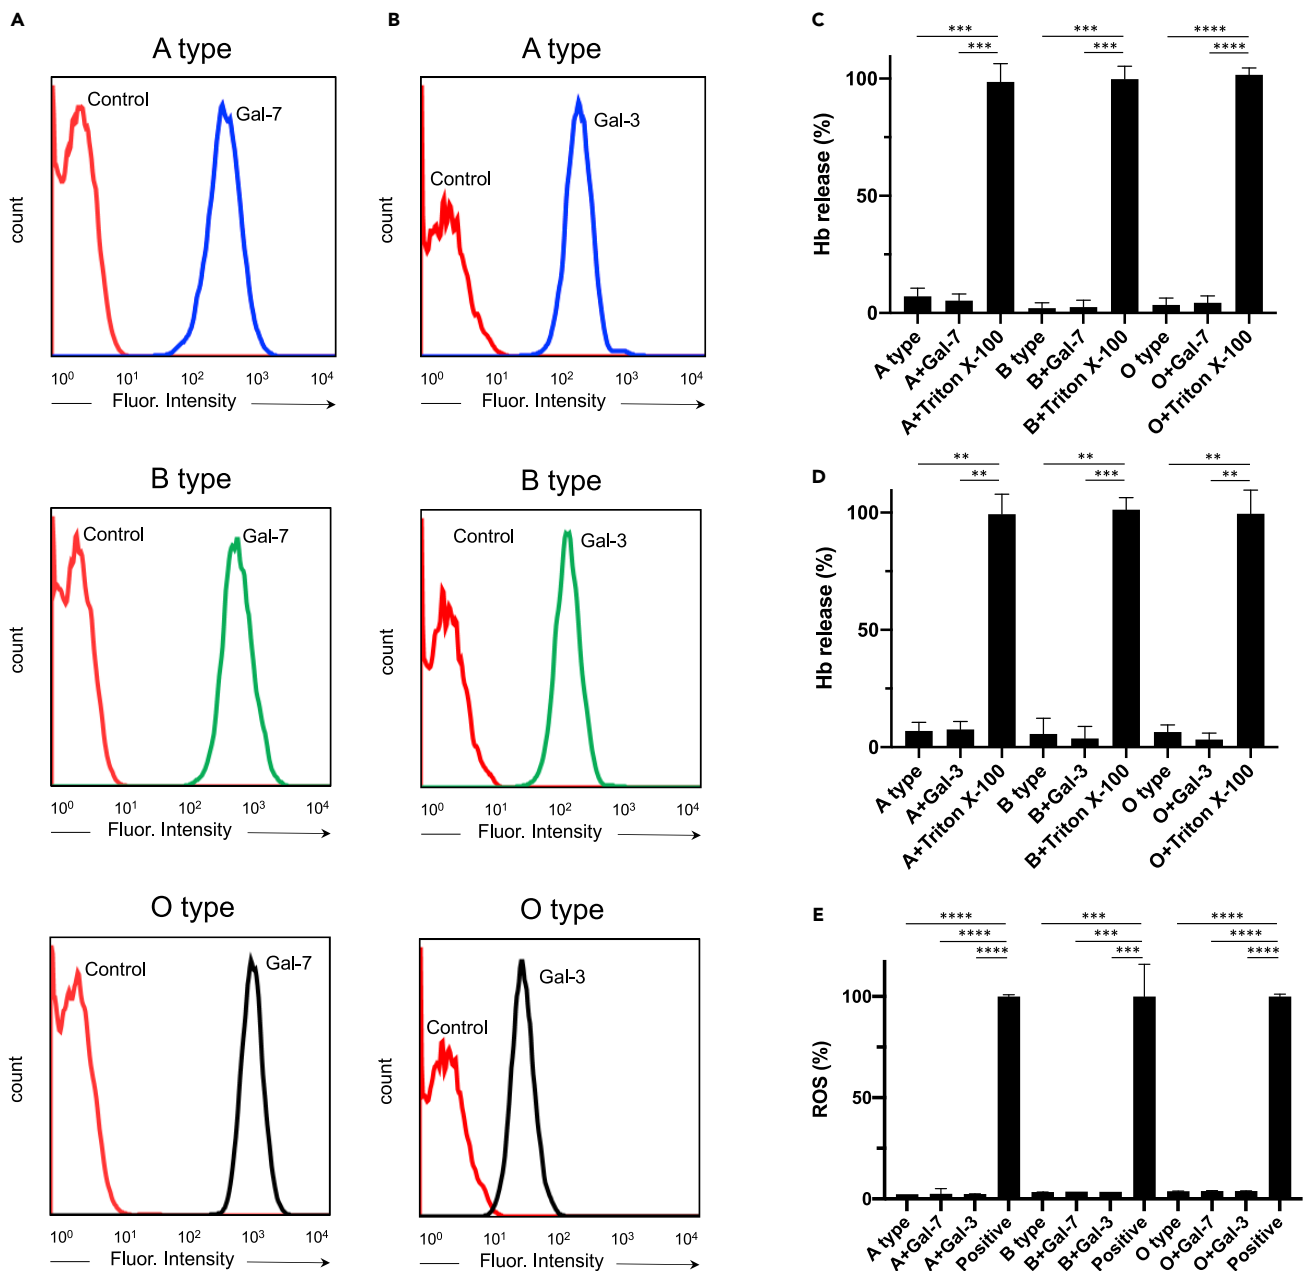 A
A type
Control
Gal-7
count
10⁰ 10¹ 10² 10³ 10⁴
Fluor. Intensity
B type
Control
Gal-7
count
10⁰ 10¹ 10² 10³ 10⁴
Fluor. Intensity
O type
Control
Gal-7
count
10⁰ 10¹ 10² 10³ 10⁴
Fluor. Intensity
B
A type
Control
Gal-3
count
10⁰ 10¹ 10² 10³ 10⁴
Fluor. Intensity
B type
Control
Gal-3
count
10⁰ 10¹ 10² 10³ 10⁴
Fluor. Intensity
O type
Control
Gal-3
count
10⁰ 10¹ 10² 10³ 10⁴
Fluor. Intensity
C
*** *** ****
*** *** ****
100
50
0
Hb release (%)
A type
A+Gal-7
A+Triton X-100
B type
B+Gal-7
B+Triton X-100
O type
O+Gal-7
O+Triton X-100
D
** ** **
** *** **
100
50
0
Hb release (%)
A type
A+Gal-3
A+Triton X-100
B type
B+Gal-3
B+Triton X-100
O type
O+Gal-3
O+Triton X-100
E
**** *** ****
**** *** ****
**** *** ****
100
50
0
ROS (%)
A type
A+Gal-7
A+Gal-3
Positive
B type
B+Gal-7
B+Gal-3
Positive
O type
O+Gal-7
O+Gal-3
Positive